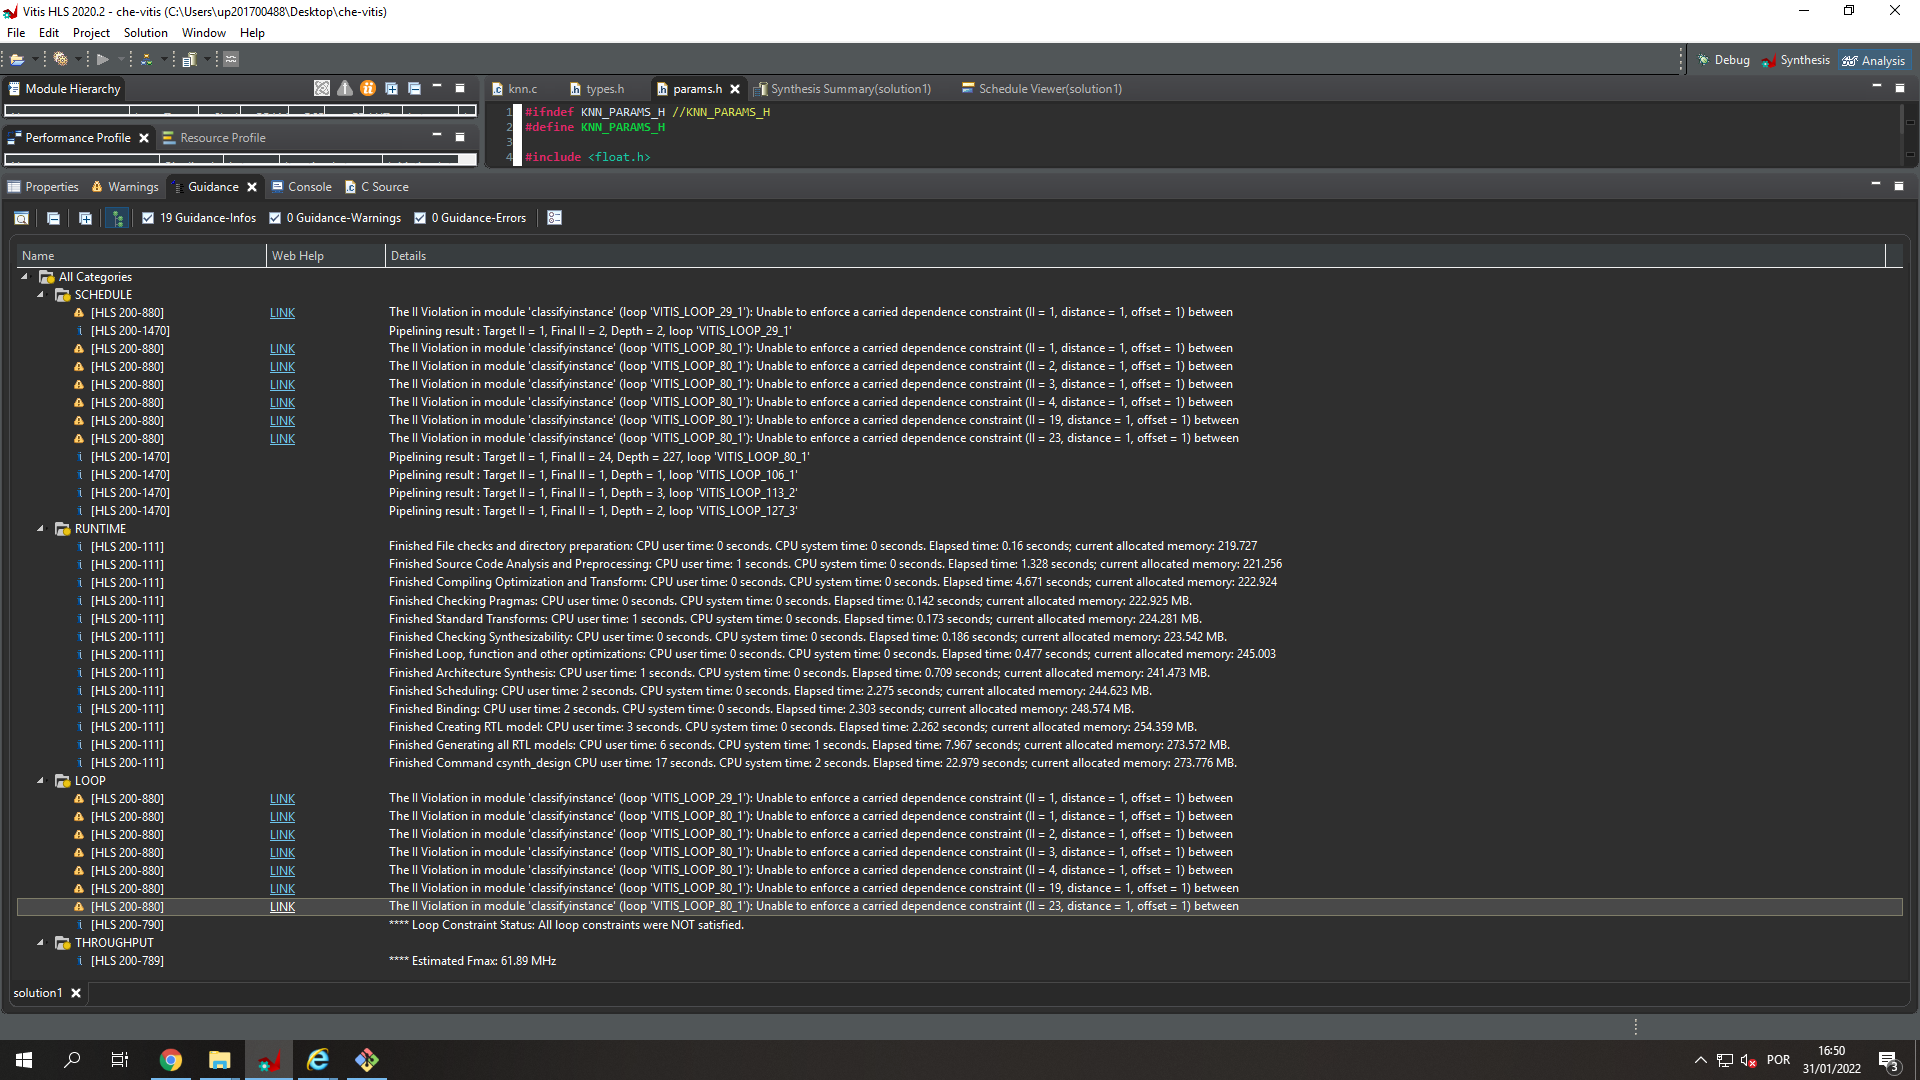 Vitis HLS 2020.2 - che-vitis (C:\Users\up201700488\Desktop\che-vitis)
File Edit Project Solution Window Help
Debug Synthesis Analysis
Module Hierarchy
knn.c types.h params.h Synthesis Summary(solution1) Schedule Viewer(solution1)
1 #ifndef KNN_PARAMS_H //KNN_PARAMS_H
2 #define KNN_PARAMS_H
3
4 #include <float.h>
Performance Profile Resource Profile
Properties Warnings Guidance Console C Source
19 Guidance-Infos 0 Guidance-Warnings 0 Guidance-Errors
Name Web Help Details
All Categories
SCHEDULE
[HLS 200-880] LINK The II Violation in module 'classifyinstance' (loop 'VITIS_LOOP_29_1'): Unable to enforce a carried dependence constraint (II = 1, distance = 1, offset = 1) between
[HLS 200-1470] Pipelining result : Target II = 1, Final II = 2, Depth = 2, loop 'VITIS_LOOP_29_1'
[HLS 200-880] LINK The II Violation in module 'classifyinstance' (loop 'VITIS_LOOP_80_1'): Unable to enforce a carried dependence constraint (II = 1, distance = 1, offset = 1) between
[HLS 200-880] LINK The II Violation in module 'classifyinstance' (loop 'VITIS_LOOP_80_1'): Unable to enforce a carried dependence constraint (II = 2, distance = 1, offset = 1) between
[HLS 200-880] LINK The II Violation in module 'classifyinstance' (loop 'VITIS_LOOP_80_1'): Unable to enforce a carried dependence constraint (II = 3, distance = 1, offset = 1) between
[HLS 200-880] LINK The II Violation in module 'classifyinstance' (loop 'VITIS_LOOP_80_1'): Unable to enforce a carried dependence constraint (II = 4, distance = 1, offset = 1) between
[HLS 200-880] LINK The II Violation in module 'classifyinstance' (loop 'VITIS_LOOP_80_1'): Unable to enforce a carried dependence constraint (II = 19, distance = 1, offset = 1) between
[HLS 200-880] LINK The II Violation in module 'classifyinstance' (loop 'VITIS_LOOP_80_1'): Unable to enforce a carried dependence constraint (II = 23, distance = 1, offset = 1) between
[HLS 200-1470] Pipelining result : Target II = 1, Final II = 24, Depth = 227, loop 'VITIS_LOOP_80_1'
[HLS 200-1470] Pipelining result : Target II = 1, Final II = 1, Depth = 1, loop 'VITIS_LOOP_106_1'
[HLS 200-1470] Pipelining result : Target II = 1, Final II = 1, Depth = 3, loop 'VITIS_LOOP_113_2'
[HLS 200-1470] Pipelining result : Target II = 1, Final II = 1, Depth = 2, loop 'VITIS_LOOP_127_3'
RUNTIME
[HLS 200-111] Finished File checks and directory preparation: CPU user time: 0 seconds. CPU system time: 0 seconds. Elapsed time: 0.16 seconds; current allocated memory: 219.727
[HLS 200-111] Finished Source Code Analysis and Preprocessing: CPU user time: 1 seconds. CPU system time: 0 seconds. Elapsed time: 1.328 seconds; current allocated memory: 221.256
[HLS 200-111] Finished Compiling Optimization and Transform: CPU user time: 0 seconds. CPU system time: 0 seconds. Elapsed time: 4.671 seconds; current allocated memory: 222.924
[HLS 200-111] Finished Checking Pragmas: CPU user time: 0 seconds. CPU system time: 0 seconds. Elapsed time: 0.142 seconds; current allocated memory: 222.925 MB.
[HLS 200-111] Finished Standard Transforms: CPU user time: 1 seconds. CPU system time: 0 seconds. Elapsed time: 0.173 seconds; current allocated memory: 224.281 MB.
[HLS 200-111] Finished Checking Synthesizability: CPU user time: 0 seconds. CPU system time: 0 seconds. Elapsed time: 0.186 seconds; current allocated memory: 223.542 MB.
[HLS 200-111] Finished Loop, function and other optimizations: CPU user time: 0 seconds. CPU system time: 0 seconds. Elapsed time: 0.477 seconds; current allocated memory: 245.003
[HLS 200-111] Finished Architecture Synthesis: CPU user time: 1 seconds. CPU system time: 0 seconds. Elapsed time: 0.709 seconds; current allocated memory: 241.473 MB.
[HLS 200-111] Finished Scheduling: CPU user time: 2 seconds. CPU system time: 0 seconds. Elapsed time: 2.275 seconds; current allocated memory: 244.623 MB.
[HLS 200-111] Finished Binding: CPU user time: 2 seconds. CPU system time: 0 seconds. Elapsed time: 2.303 seconds; current allocated memory: 248.574 MB.
[HLS 200-111] Finished Creating RTL model: CPU user time: 3 seconds. CPU system time: 0 seconds. Elapsed time: 2.262 seconds; current allocated memory: 254.359 MB.
[HLS 200-111] Finished Generating all RTL models: CPU user time: 6 seconds. CPU system time: 1 seconds. Elapsed time: 7.967 seconds; current allocated memory: 273.572 MB.
[HLS 200-111] Finished Command csynth_design CPU user time: 17 seconds. CPU system time: 2 seconds. Elapsed time: 22.979 seconds; current allocated memory: 273.776 MB.
LOOP
[HLS 200-880] LINK The II Violation in module 'classifyinstance' (loop 'VITIS_LOOP_29_1'): Unable to enforce a carried dependence constraint (II = 1, distance = 1, offset = 1) between
[HLS 200-880] LINK The II Violation in module 'classifyinstance' (loop 'VITIS_LOOP_80_1'): Unable to enforce a carried dependence constraint (II = 1, distance = 1, offset = 1) between
[HLS 200-880] LINK The II Violation in module 'classifyinstance' (loop 'VITIS_LOOP_80_1'): Unable to enforce a carried dependence constraint (II = 2, distance = 1, offset = 1) between
[HLS 200-880] LINK The II Violation in module 'classifyinstance' (loop 'VITIS_LOOP_80_1'): Unable to enforce a carried dependence constraint (II = 3, distance = 1, offset = 1) between
[HLS 200-880] LINK The II Violation in module 'classifyinstance' (loop 'VITIS_LOOP_80_1'): Unable to enforce a carried dependence constraint (II = 4, distance = 1, offset = 1) between
[HLS 200-880] LINK The II Violation in module 'classifyinstance' (loop 'VITIS_LOOP_80_1'): Unable to enforce a carried dependence constraint (II = 19, distance = 1, offset = 1) between
[HLS 200-880] LINK The II Violation in module 'classifyinstance' (loop 'VITIS_LOOP_80_1'): Unable to enforce a carried dependence constraint (II = 23, distance = 1, offset = 1) between
[HLS 200-790] **** Loop Constraint Status: All loop constraints were NOT satisfied.
THROUGHPUT
[HLS 200-789] **** Estimated Fmax: 61.89 MHz
solution1
POR
16:50
31/01/2022
3